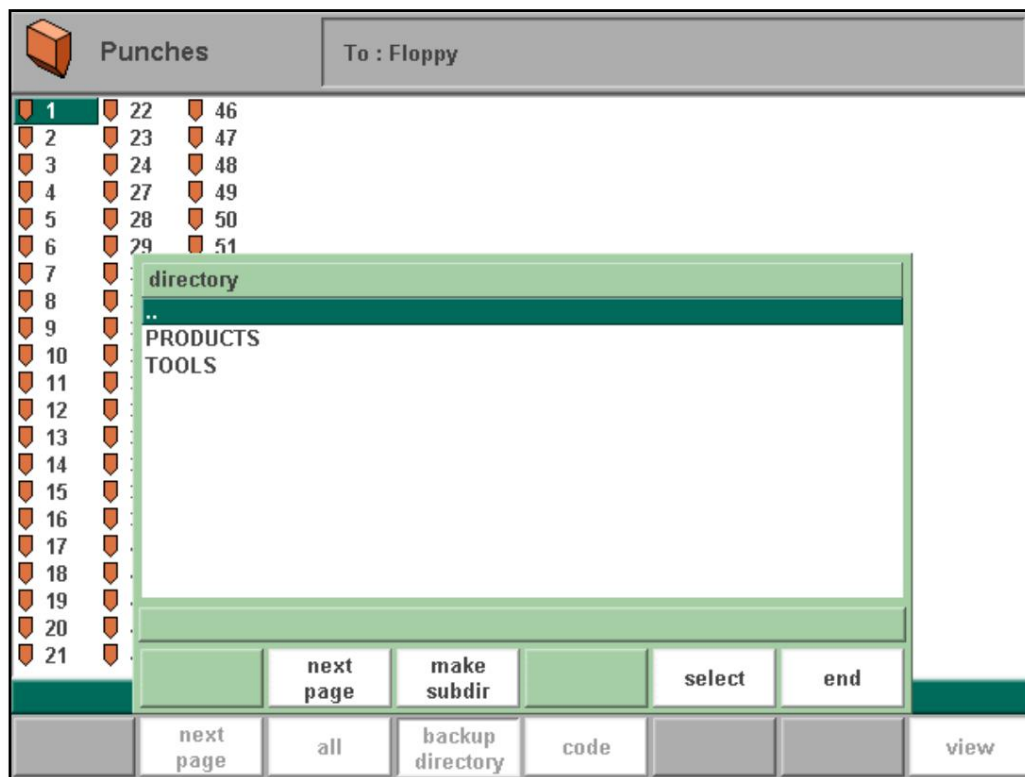 Punches
To : Floppy
1 22 46
2 23 47
3 24 48
4 27 49
5 28 50
6 29 51
7
8
9
10
11
12
13
14
15
16
17
18
19
20
21
directory
..
PRODUCTS
TOOLS
next page
make subdir
select
end
next page
all
backup directory
code
view